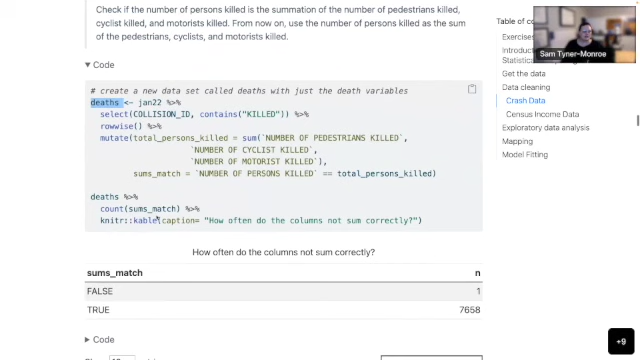 Check if the number of persons killed is the summation of the number of pedestrians killed,
cyclist killed, and motorists killed. From now on, use the number of persons killed as the sum
of the pedestrians, cyclists, and motorists killed.
Code
# create a new data set called deaths with just the death variables
deaths <- jan22 %>%
select(COLLISION_ID, contains("KILLED")) %>%
rowwise() %>%
mutate(total_persons_killed = sum(`NUMBER OF PEDESTRIANS KILLED`,
`NUMBER OF CYCLIST KILLED`,
`NUMBER OF MOTORIST KILLED`),
sums_match = `NUMBER OF PERSONS KILLED` == total_persons_killed)
deaths %>%
count(sums_match) %>%
knitr::kable(caption= "How often do the columns not sum correctly?")
How often do the columns not sum correctly?
sums_match n
FALSE 1
TRUE 7658
Code
Table of co
Exercises
Introduc
Statistica
Get the data
Data cleaning
Crash Data
Census Income Data
Exploratory data analysis
Mapping
Model Fitting
Sam Tyner-Monroe
+9